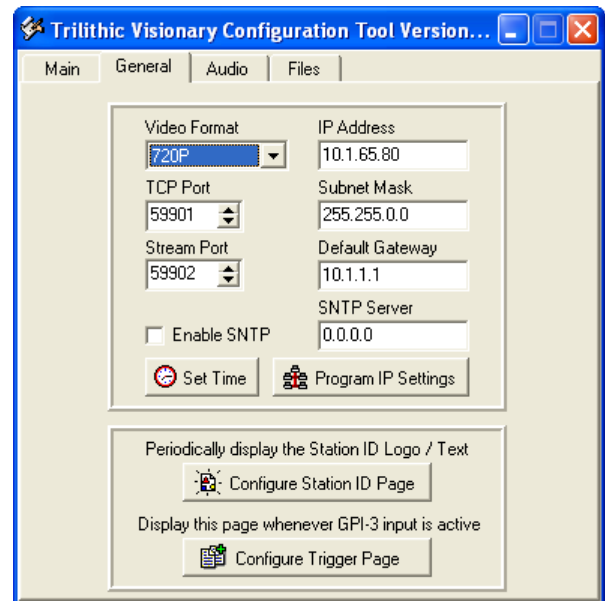 Trilithic Visionary Configuration Tool Version...
Main General Audio Files
Video Format IP Address
720P 10.1.65.80
TCP Port Subnet Mask
59901 255.255.0.0
Stream Port Default Gateway
59902 10.1.1.1
SNTP Server
Enable SNTP 0.0.0.0
Set Time Program IP Settings
Periodically display the Station ID Logo / Text
Configure Station ID Page
Display this page whenever GPI-3 input is active
Configure Trigger Page